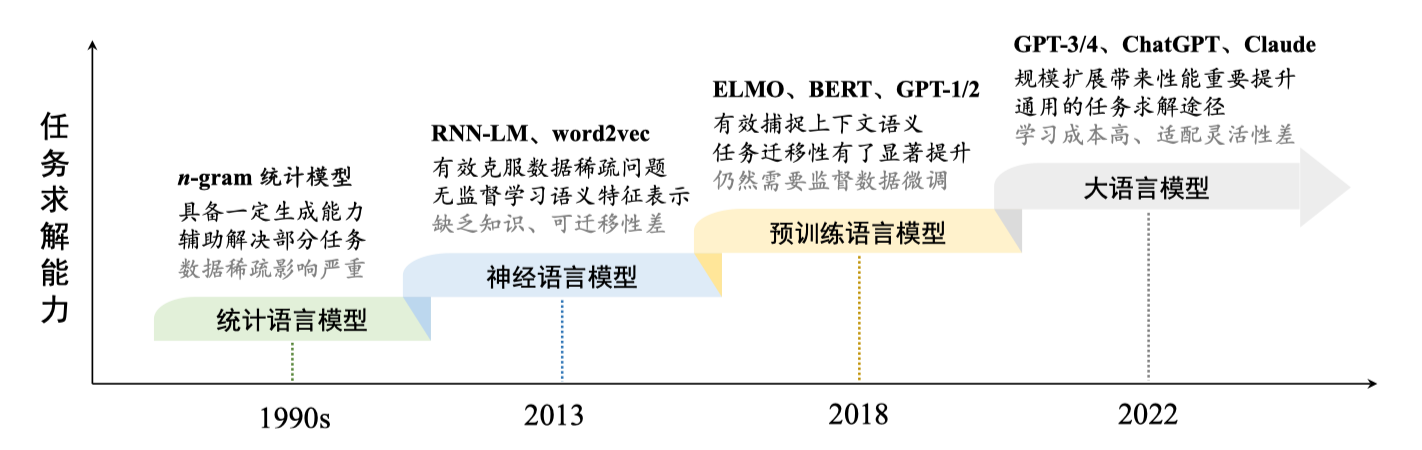 任务求解能力
n-gram 统计模型
具备一定生成能力
辅助解决部分任务
数据稀疏影响严重
统计语言模型
1990s
RNN-LM、word2vec
有效克服数据稀疏问题
无监督学习语义特征表示
缺乏知识、可迁移性差
神经语言模型
2013
ELMO、BERT、GPT-1/2
有效捕捉上下文语义
任务迁移性有了显著提升
仍然需要监督数据微调
预训练语言模型
2018
GPT-3/4、ChatGPT、Claude
规模扩展带来性能重要提升
通用的任务求解途径
学习成本高、适配灵活性差
大语言模型
2022